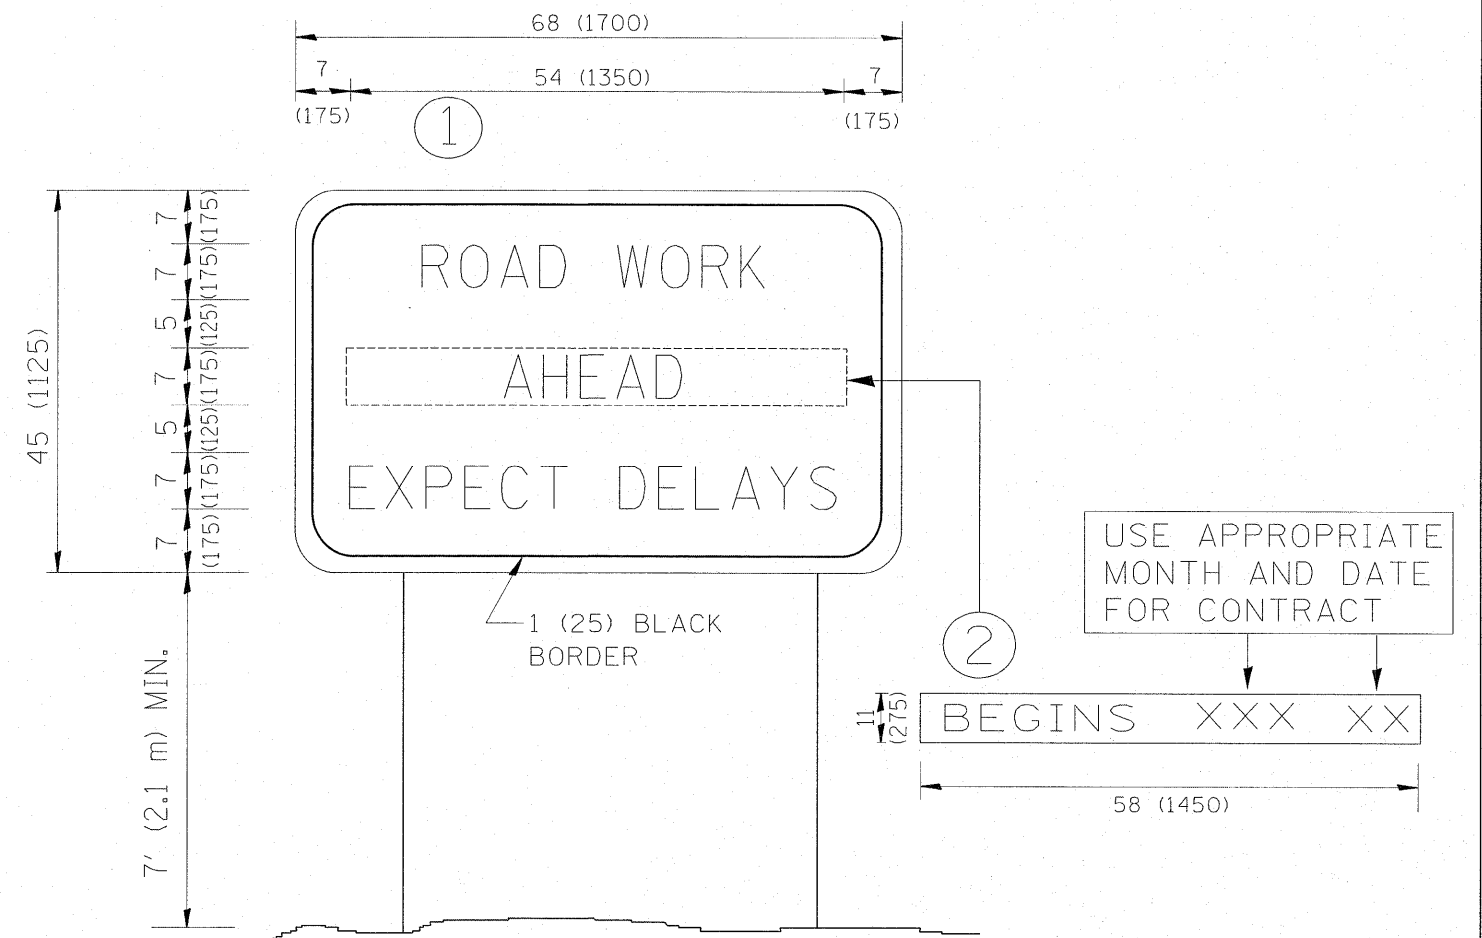 68 (1700)
7 54 (1350) 7
(175) (175)
1
7 (175)
7 (175)
5 (125)
7 (175)
5 (125)
7 (175)
7 (175)
45 (1125)
ROAD WORK
AHEAD
EXPECT DELAYS
1 (25) BLACK
BORDER
7' (2.1 m) MIN.
2
USE APPROPRIATE
MONTH AND DATE
FOR CONTRACT
11
(275)
BEGINS XXX XX
58 (1450)